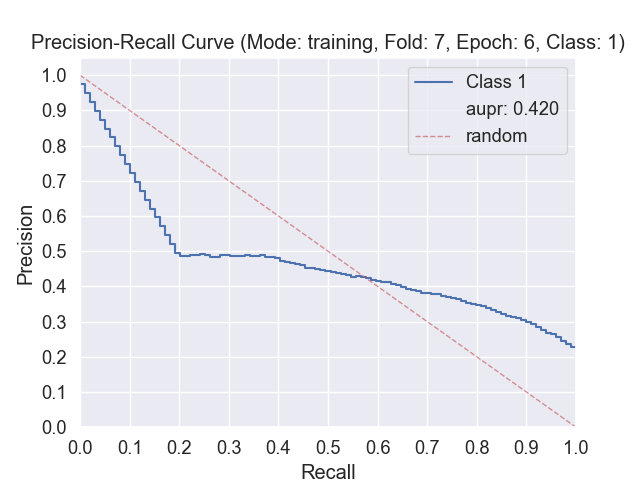 Precision-Recall Curve (Mode: training, Fold: 7, Epoch: 6, Class: 1)
Class 1
aupr: 0.420
random
Precision
1.0
0.9
0.8
0.7
0.6
0.5
0.4
0.3
0.2
0.1
0.0
0.0 0.1 0.2 0.3 0.4 0.5 0.6 0.7 0.8 0.9 1.0
Recall